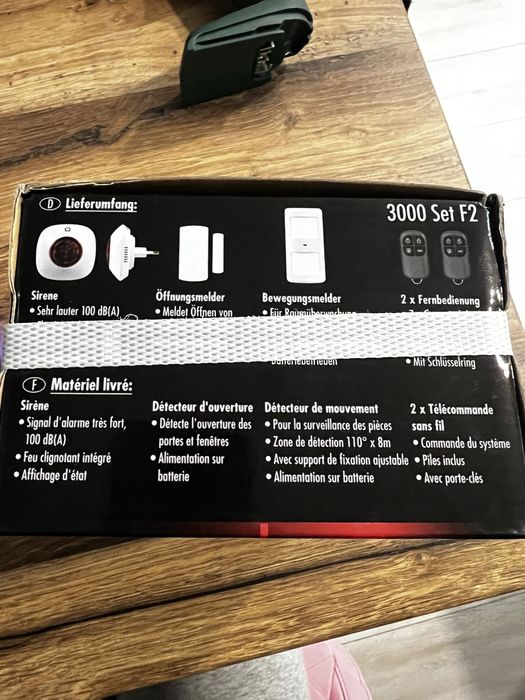 D Lieferumfang:
3000 Set F2
Sirene
• Sehr lauter 100 dB(A)
Öffnungsmelder
• Meldet Öffnen von
Bewegungsmelder
• Für Raumüberwachung
2 x Fernbedienung
Batteriebetrieben
• Mit Schlüsselring
F Matériel livré:
Sirène
• Signal d'alarme très fort,
100 dB(A)
• Feu clignotant intégré
• Affichage d'état
Détecteur d'ouverture
• Détecte l'ouverture des
portes et fenêtres
• Alimentation sur
batterie
Détecteur de mouvement
• Pour la surveillance des pièces
• Zone de détection 110° x 8m
• Avec support de fixation ajustable
• Alimentation sur batterie
2 x Télécommande
sans fil
• Commande du système
• Piles inclus
• Avec porte-clés